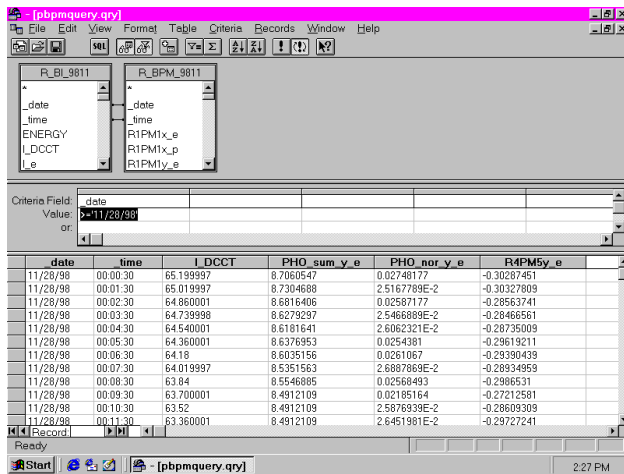 - [pbpmquery.qry]
File Edit View Format Table Criteria Records Window Help
SQL
R_BI_9811 R_BPM_9811
* *
_date _date
_time _time
ENERGY R1PM1x_e
I_DCCT R1PM1x_p
I_e R1PM1y_e
Criteria Field: _date
Value: >='11/28/98'
or:
_date _time I_DCCT PHO_sum_y_e PHO_nor_y_e R4PM5y_e
11/28/98 00:00:30 65.199997 8.7060547 0.02748177 -0.30287451
11/28/98 00:01:30 65.019997 8.7304688 2.5167789E-2 -0.30327809
11/28/98 00:02:30 64.860001 8.6816406 0.02587177 -0.28563741
11/28/98 00:03:30 64.739998 8.6279297 2.5466889E-2 -0.28466561
11/28/98 00:04:30 64.540001 8.6181641 2.6062321E-2 -0.28735009
11/28/98 00:05:30 64.360001 8.6376953 0.0254381 -0.29619211
11/28/98 00:06:30 64.18 8.6035156 0.0261067 -0.29390439
11/28/98 00:07:30 64.019997 8.5351563 2.6887869E-2 -0.28934959
11/28/98 00:08:30 63.84 8.5546885 0.02568493 -0.2986531
11/28/98 00:09:30 63.700001 8.4912109 0.02185164 -0.27212581
11/28/98 00:10:30 63.52 8.4912109 2.5876939E-2 -0.28609309
11/28/98 00:11:30 63.360001 8.4912109 2.6451981E-2 -0.29727241
Record:
Ready
Start - [pbpmquery.qry] 2:27 PM